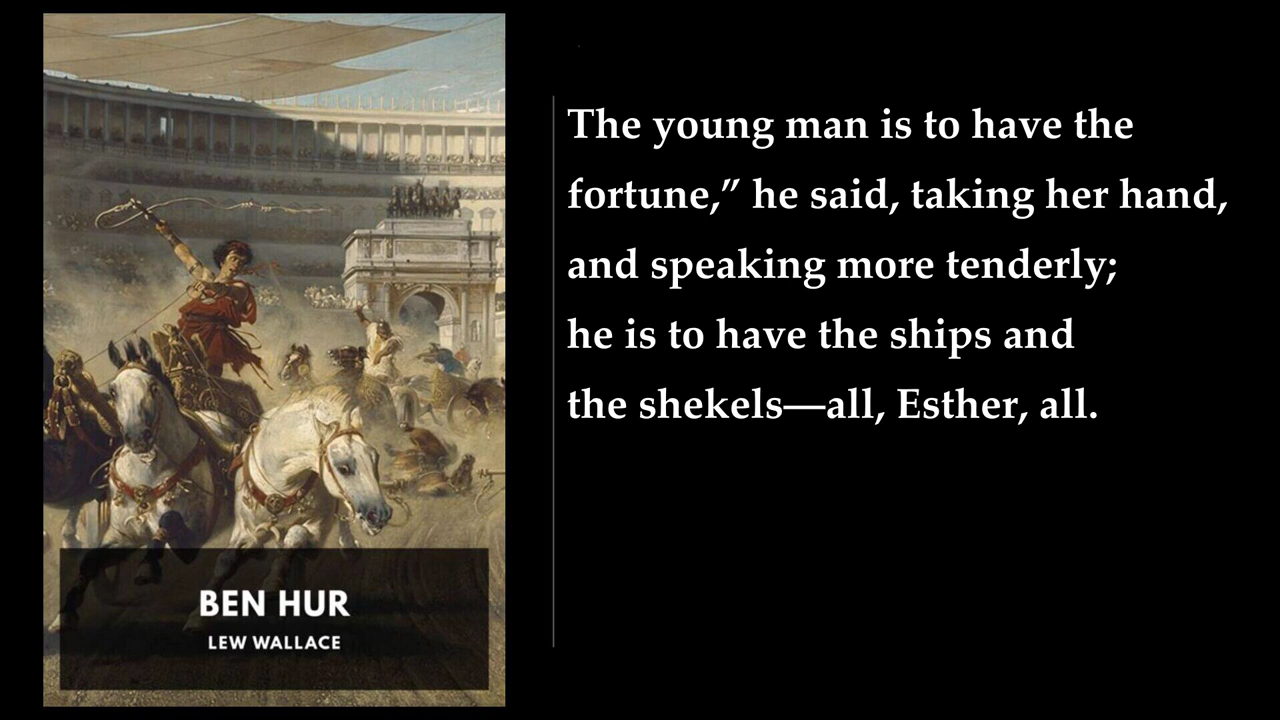 BEN HUR
LEW WALLACE
The young man is to have the
fortune,” he said, taking her hand,
and speaking more tenderly;
he is to have the ships and
the shekels—all, Esther, all.